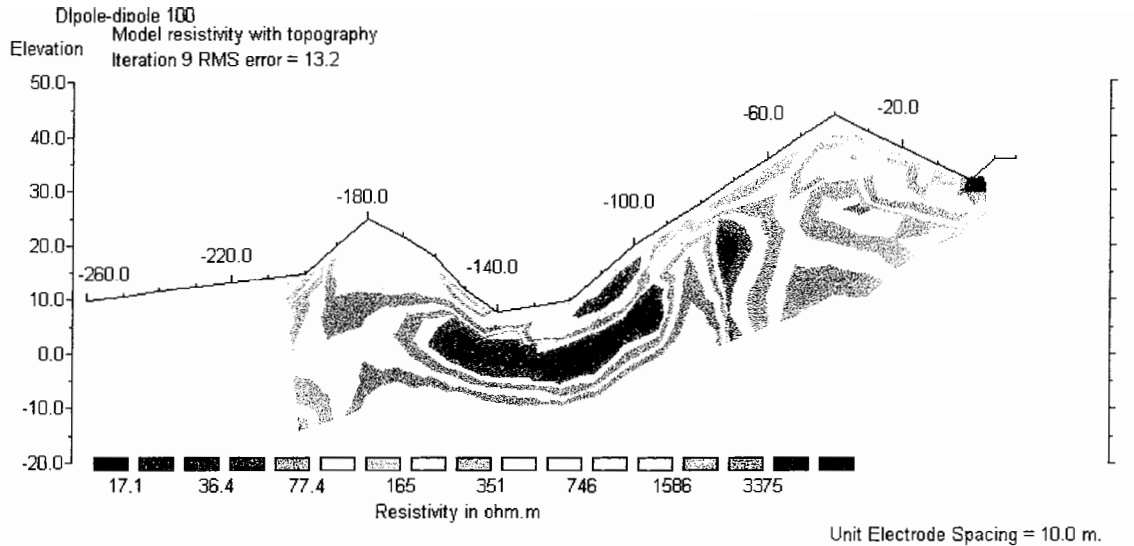 Dipole-dipole 100
Model resistivity with topography
Elevation
Iteration 9 RMS error = 13.2
50.0
40.0
30.0
20.0
10.0
0.0
-10.0
-20.0
-260.0
-220.0
-180.0
-140.0
-100.0
-60.0
-20.0
17.1 36.4 77.4 165 351 746 1586 3375
Resistivity in ohm.m
Unit Electrode Spacing = 10.0 m.